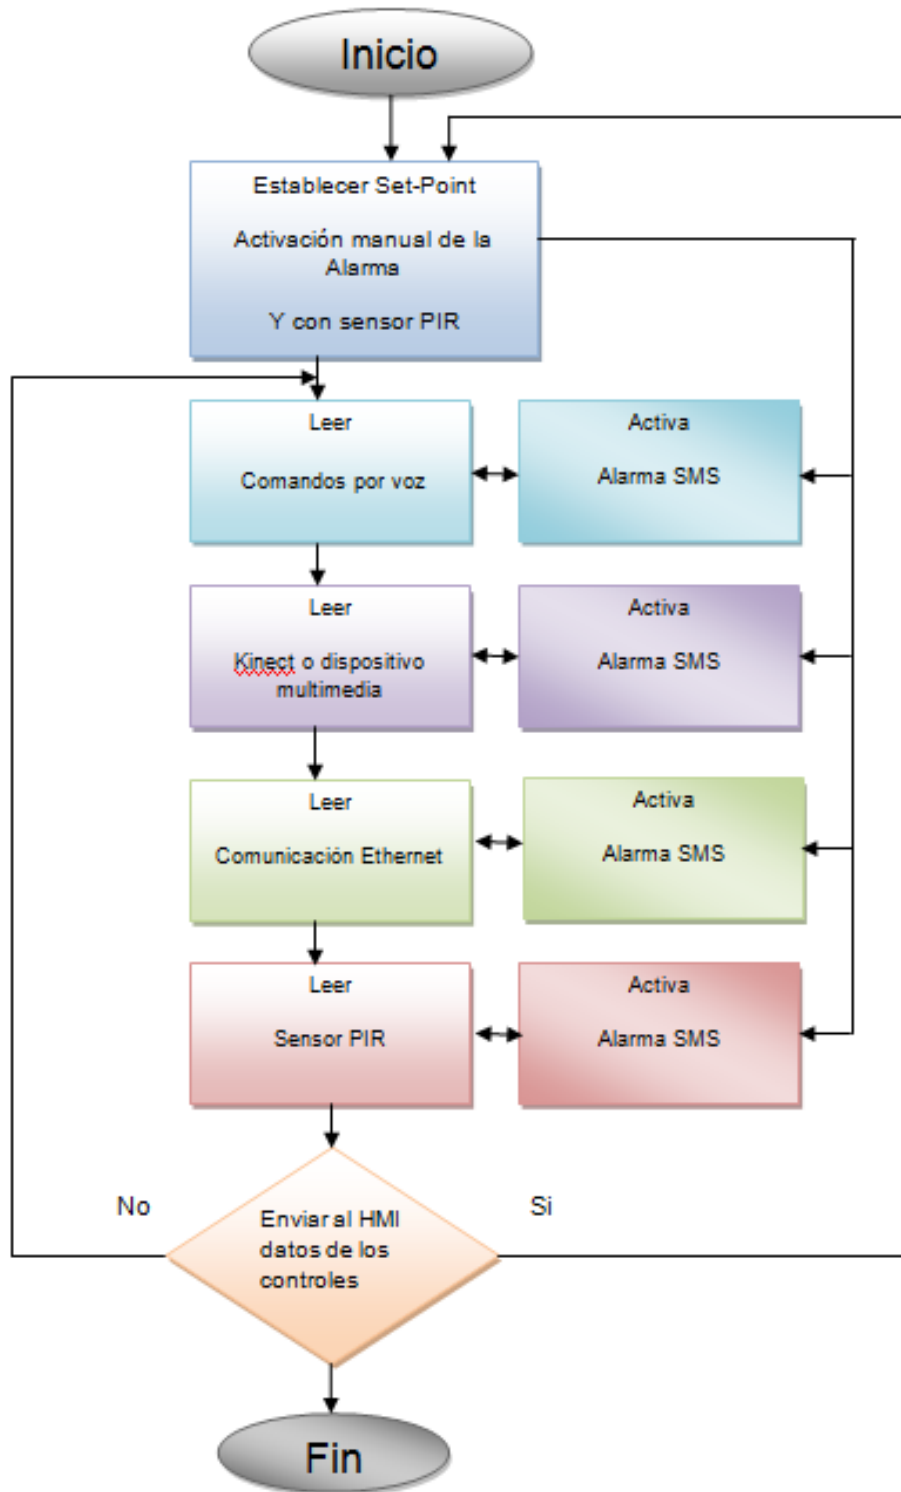 Inicio
Establecer Set-Point
Activación manual de la
Alarma
Y con sensor PIR
Leer
Comandos por voz
Activa
Alarma SMS
Leer
Kinect o dispositivo
multimedia
Activa
Alarma SMS
Leer
Comunicación Ethernet
Activa
Alarma SMS
Leer
Sensor PIR
Activa
Alarma SMS
No
Si
Enviar al HMI
datos de los
controles
Fin